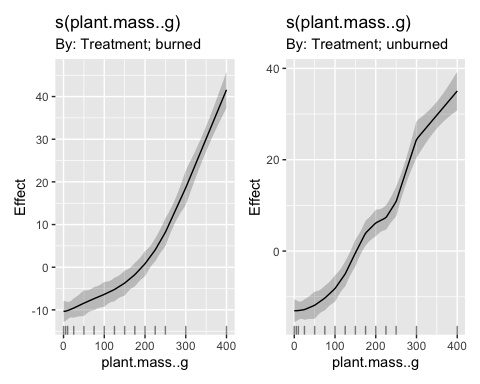 s(plant.mass..g)
By: Treatment; burned
Effect
40
30
20
10
0
-10
0
100
200
300
400
plant.mass..g
s(plant.mass..g)
By: Treatment; unburned
Effect
40
20
0
0
100
200
300
400
plant.mass..g